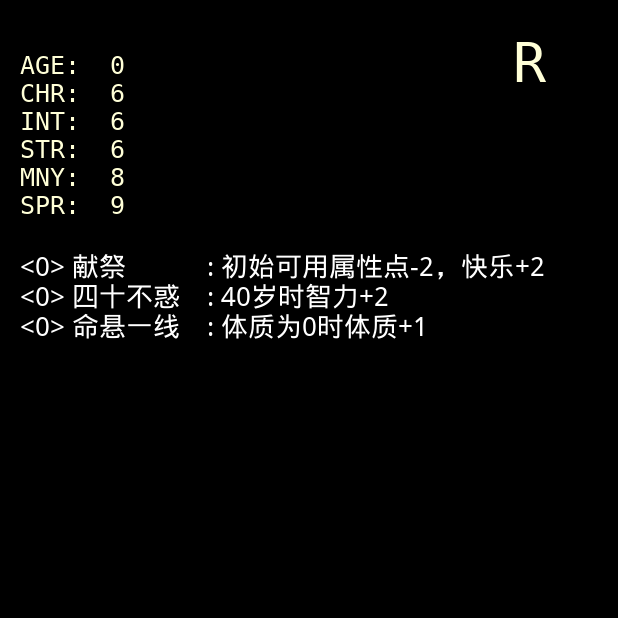 R
AGE: 0
CHR: 6
INT: 6
STR: 6
MNY: 8
SPR: 9
<0> 献祭 : 初始可用属性点-2，快乐+2
<0> 四十不惑 : 40岁时智力+2
<0> 命悬一线 : 体质为0时体质+1